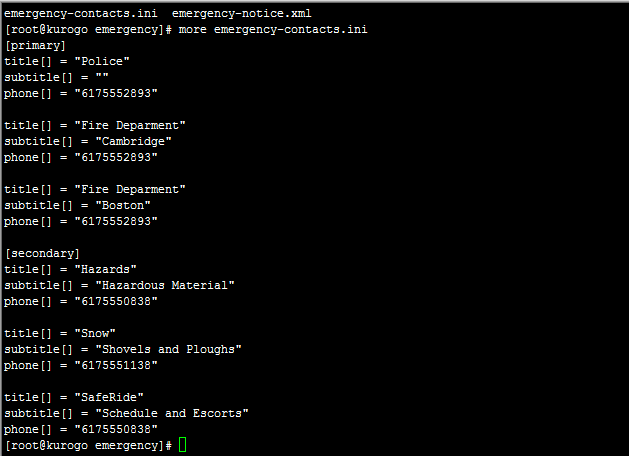 emergency-contacts.ini  emergency-notice.xml
[root@kurogo emergency]# more emergency-contacts.ini
[primary]
title[] = "Police"
subtitle[] = ""
phone[] = "6175552893"

title[] = "Fire Deparment"
subtitle[] = "Cambridge"
phone[] = "6175552893"

title[] = "Fire Deparment"
subtitle[] = "Boston"
phone[] = "6175552893"

[secondary]
title[] = "Hazards"
subtitle[] = "Hazardous Material"
phone[] = "6175550838"

title[] = "Snow"
subtitle[] = "Shovels and Ploughs"
phone[] = "6175551138"

title[] = "SafeRide"
subtitle[] = "Schedule and Escorts"
phone[] = "6175550838"
[root@kurogo emergency]#